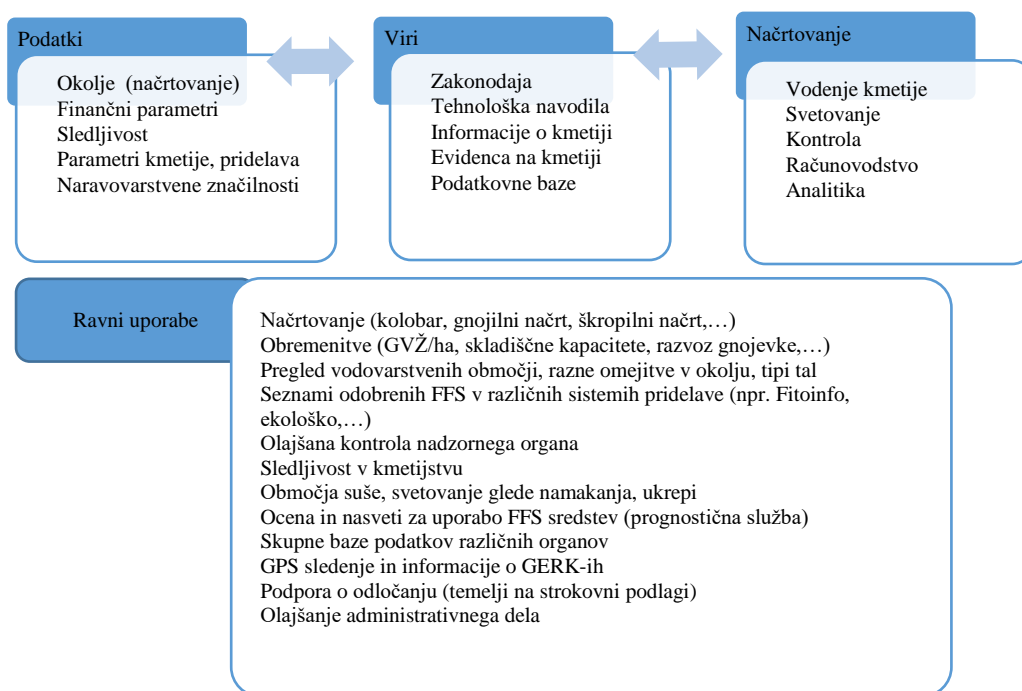 Podatki
Okolje (načrtovanje)
Finančni parametri
Sledljivost
Parametri kmetije, pridelava
Naravovarstvene značilnosti
Viri
Zakonodaja
Tehnološka navodila
Informacije o kmetiji
Evidenca na kmetiji
Podatkovne baze
Načrtovanje
Vodenje kmetije
Svetovanje
Kontrola
Računovodstvo
Analitika
Ravni uporabe
Načrtovanje (kolobar, gnojilni načrt, škropilni načrt,…)
Obremenitve (GVŽ/ha, skladiščne kapacitete, razvoz gnojevke,…)
Pregled vodovarstvenih območji, razne omejitve v okolju, tipi tal
Seznami odobrenih FFS v različnih sistemih pridelave (npr. Fitoinfo,
ekološko,…)
Olajšana kontrola nadzornega organa
Sledljivost v kmetijstvu
Območja suše, svetovanje glede namakanja, ukrepi
Ocena in nasveti za uporabo FFS sredstev (prognostična služba)
Skupne baze podatkov različnih organov
GPS sledenje in informacije o GERK-ih
Podpora o odločanju (temelji na strokovni podlagi)
Olajšanje administrativnega dela